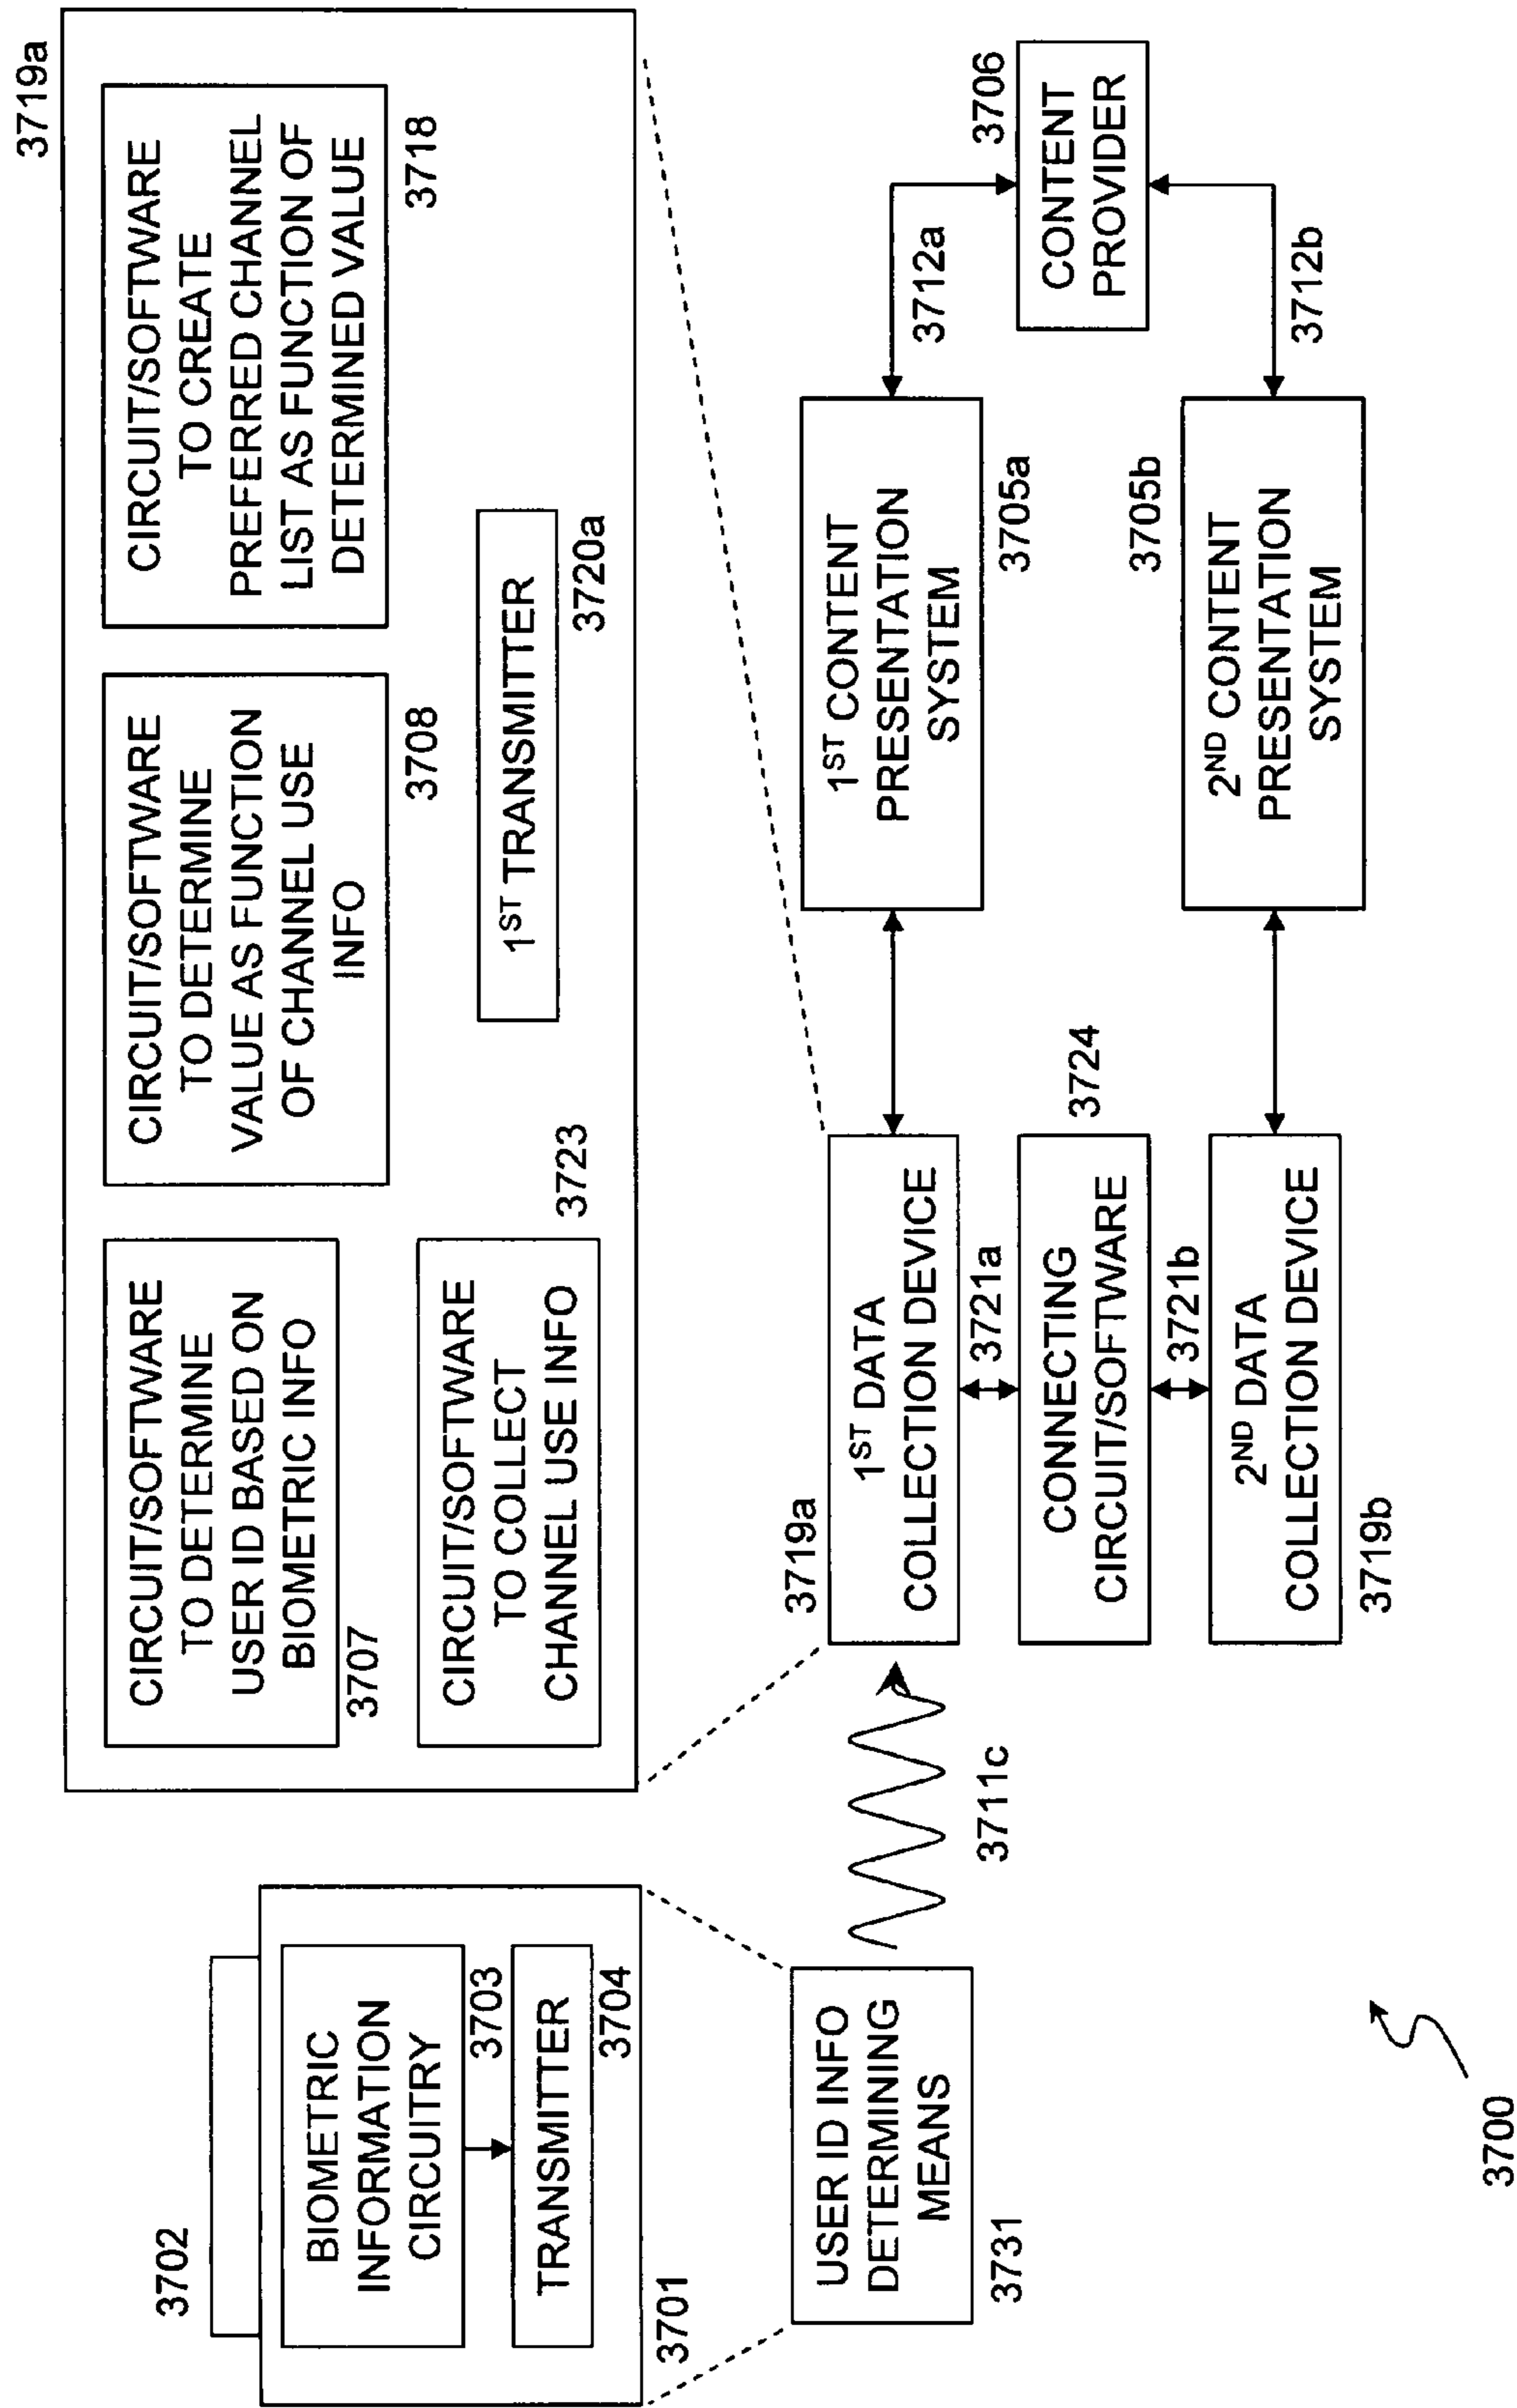 3719a
CIRCUIT/SOFTWARE
TO DETERMINE
USER ID BASED ON
BIOMETRIC INFO
3707
CIRCUIT/SOFTWARE
TO DETERMINE
VALUE AS FUNCTION
OF CHANNEL USE
INFO
3708
CIRCUIT/SOFTWARE
TO CREATE
PREFERRED CHANNEL
LIST AS FUNCTION OF
DETERMINED VALUE
3718
CIRCUIT/SOFTWARE
TO COLLECT
CHANNEL USE INFO
3723
1ST TRANSMITTER
3720a
3702
BIOMETRIC
INFORMATION
CIRCUITRY
3703
TRANSMITTER
3704
3701
USER ID INFO
DETERMINING
MEANS
3731
3711c
3719a
1ST DATA
COLLECTION DEVICE
3721a
CONNECTING
CIRCUIT/SOFTWARE
3724
3721b
2ND DATA
COLLECTION DEVICE
3719b
1ST CONTENT
PRESENTATION
SYSTEM
3705a
3705b
2ND CONTENT
PRESENTATION
SYSTEM
3712a
3706
CONTENT
PROVIDER
3712b
3700